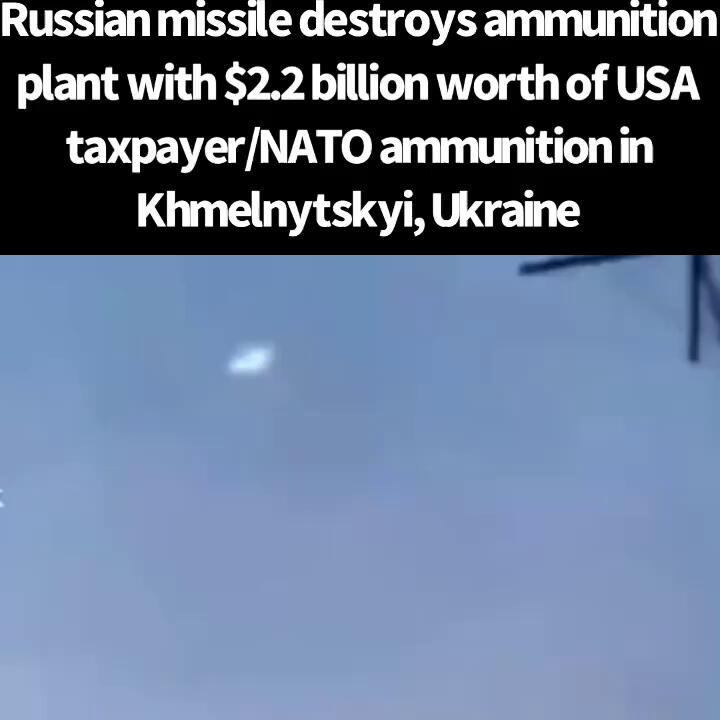 Russian missile destroys ammunition
plant with $2.2 billion worth of USA
taxpayer/NATO ammunition in
Khmelnytskyi, Ukraine